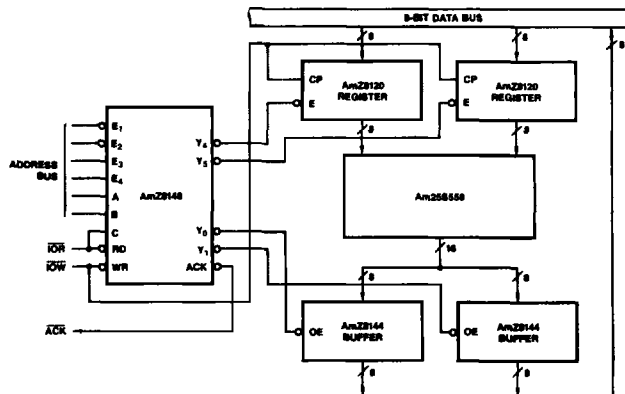 8-BIT DATA BUS
8
8
8
CP
AmZ8120
REGISTER
E
CP
AmZ8120
REGISTER
E
8
8
ADDRESS
BUS
E1
E2
E3
E4
A
B
C
RD
WR
AmZ8148
Y4
Y5
Y0
Y1
ACK
IOR
IOW
ACK
Am25S558
16
8
8
OE
AmZ8144
BUFFER
OE
AmZ8144
BUFFER
8
8